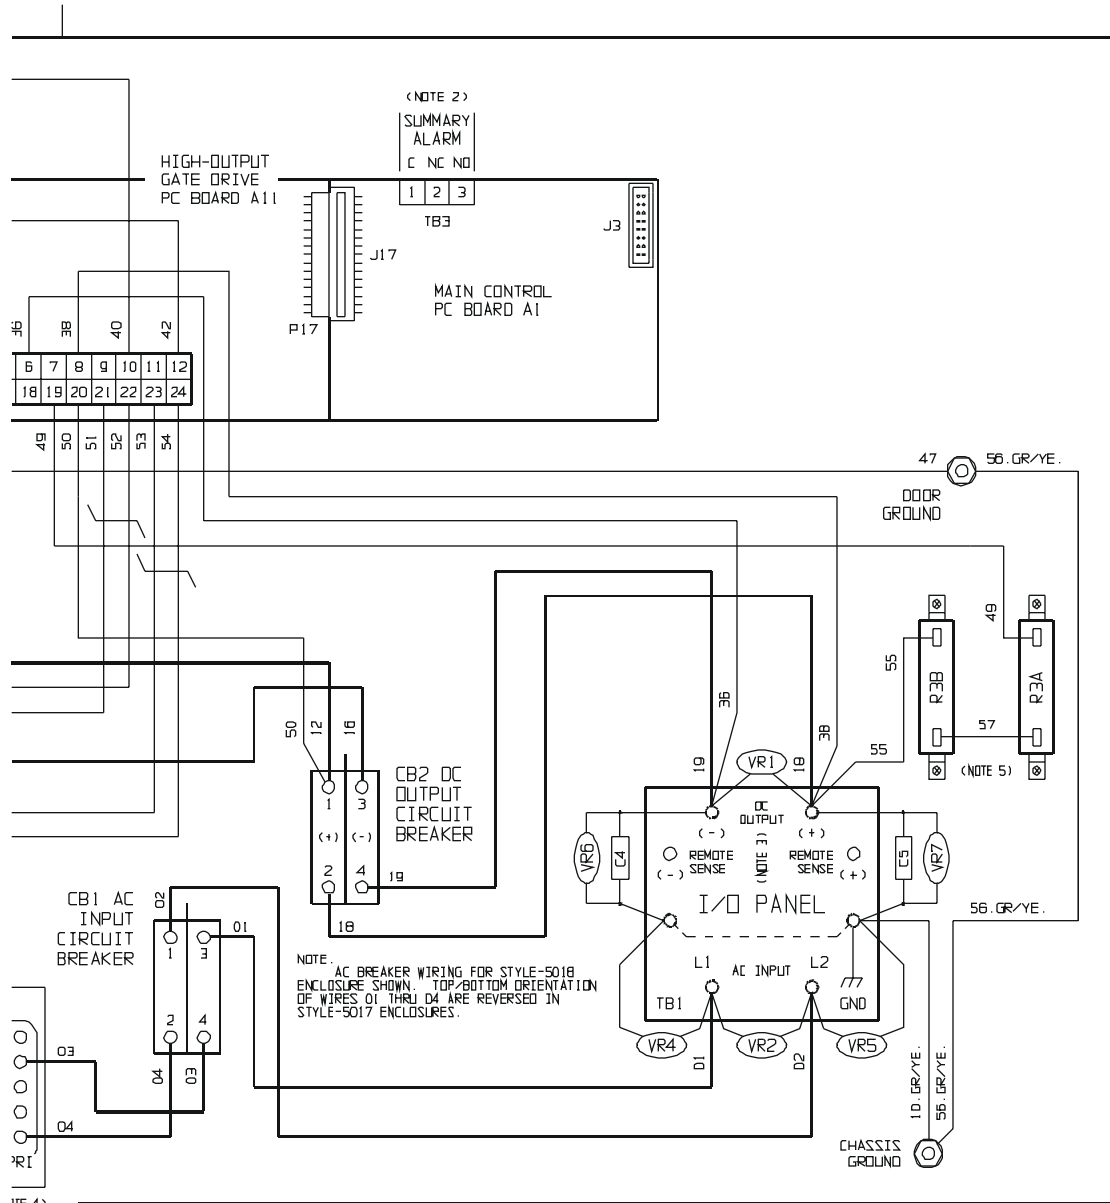 (NOTE 2)
SUMMARY
ALARM
C NC NO
1 2 3
TB3
HIGH-OUTPUT
GATE DRIVE
PC BOARD A11
J17
P17
J3
MAIN CONTROL
PC BOARD A1
36 38 40 42
6 7 8 9 10 11 12
18 19 20 21 22 23 24
49 50 51 52 53 54
47
56.GR/YE.
DOOR
GROUND
49
55
R3B
R3A
57
55
(NOTE 5)
36
38
50 12 16
19
VR1
18
CB2 DC
OUTPUT
CIRCUIT
BREAKER
1 3
(+) (-)
2 4
19
18
DC
OUTPUT
(NOTE 3)
(-)
(+)
REMOTE
SENSE
(-)
REMOTE
SENSE
(+)
VR6
C4
C5
VR7
I/O PANEL
L1
AC INPUT
L2
TB1
GND
VR4
VR2
VR5
D1
D2
CB1 AC
INPUT
CIRCUIT
BREAKER
02
01
1 3
2 4
03
04
04
03
NOTE.
AC BREAKER WIRING FOR STYLE-5018
ENCLOSURE SHOWN. TOP/BOTTOM ORIENTATION
OF WIRES 01 THRU 04 ARE REVERSED IN
STYLE-5017 ENCLOSURES.
56.GR/YE.
10.GR/YE.
56.GR/YE.
CHASSIS
GROUND
PRI